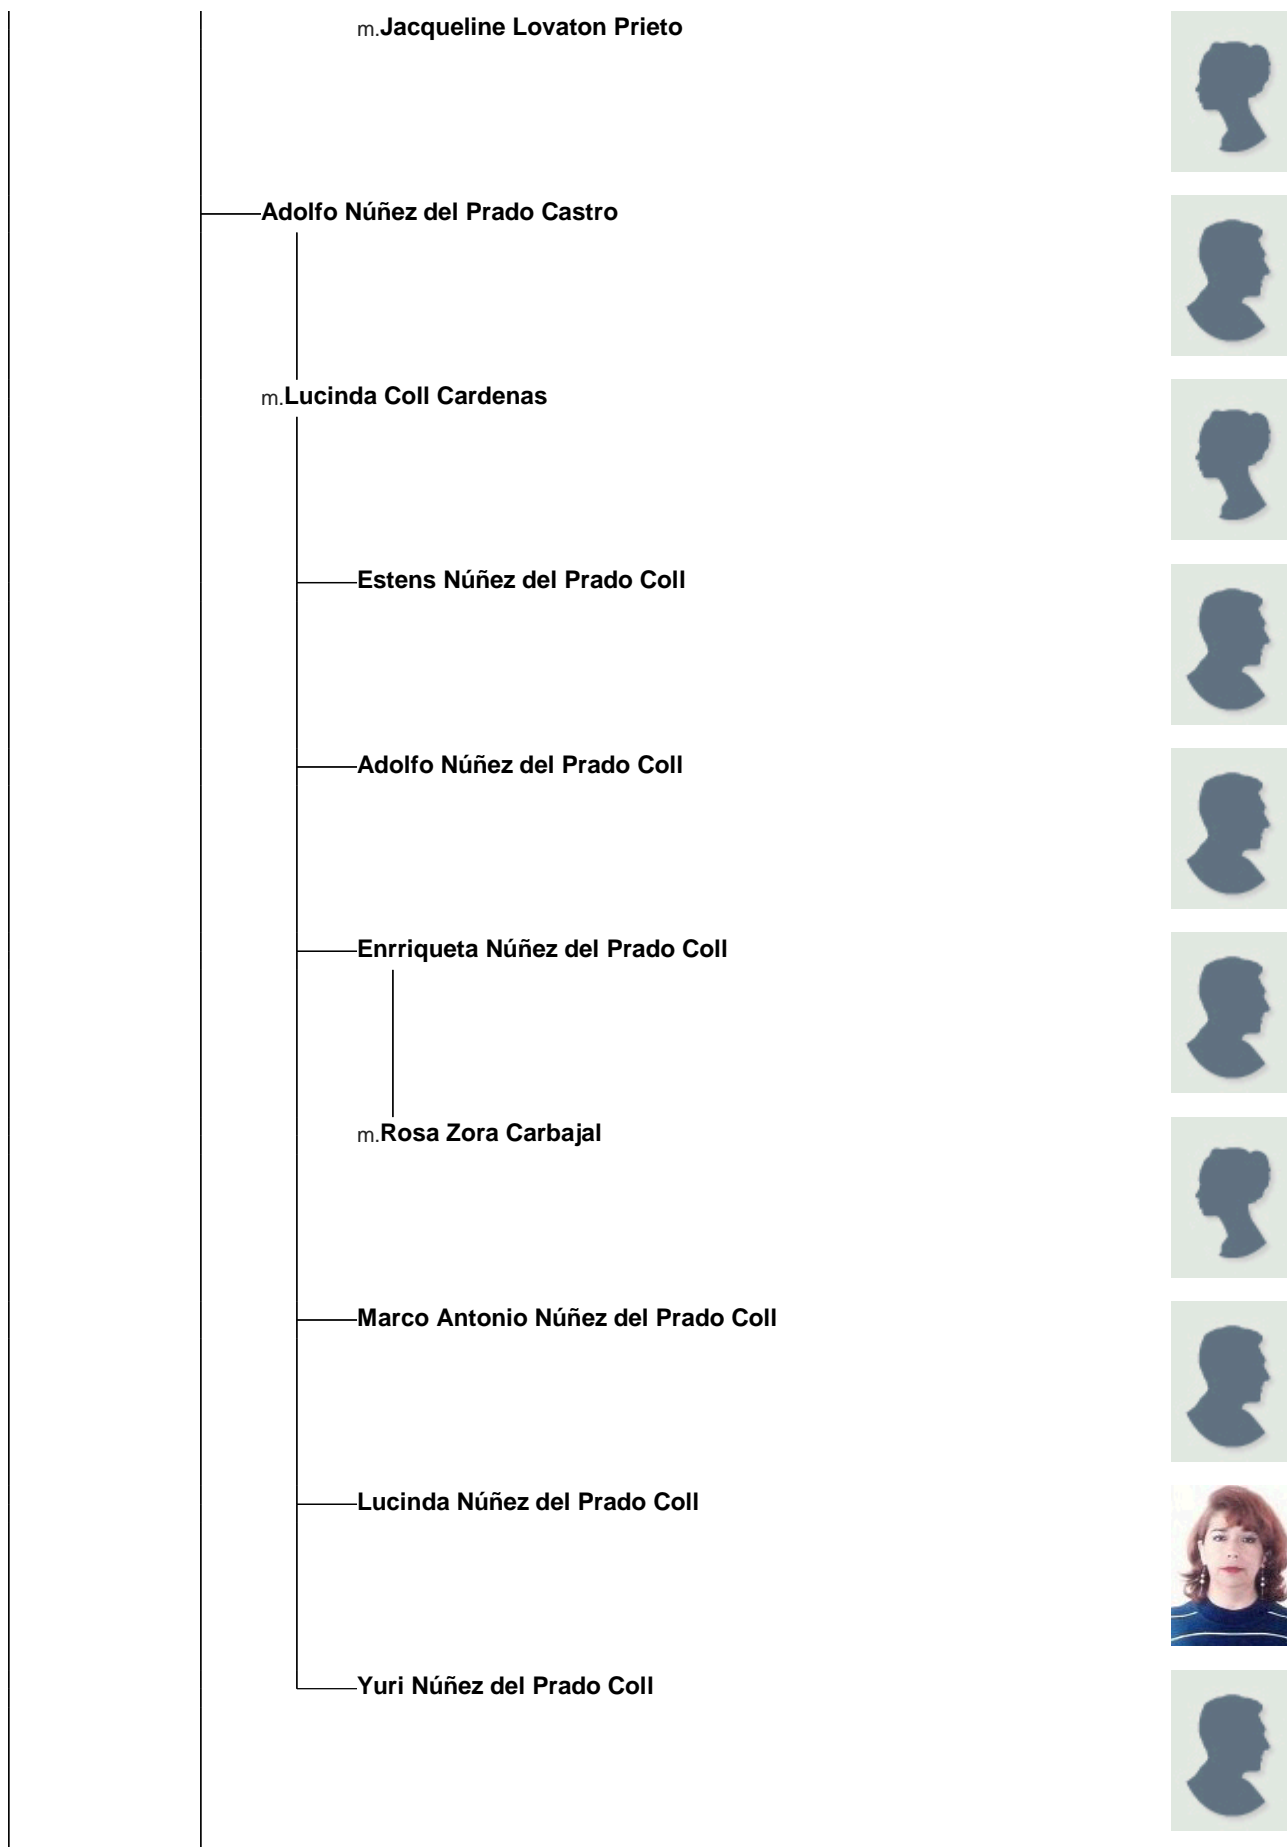 m.Jacqueline Lovaton Prieto
Adolfo Núñez del Prado Castro
m.Lucinda Coll Cardenas
Estens Núñez del Prado Coll
Adolfo Núñez del Prado Coll
Enrriqueta Núñez del Prado Coll
m.Rosa Zora Carbajal
Marco Antonio Núñez del Prado Coll
Lucinda Núñez del Prado Coll
Yuri Núñez del Prado Coll